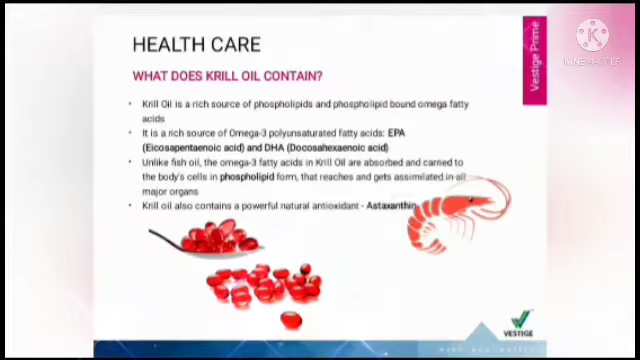 HEALTH CARE
WHAT DOES KRILL OIL CONTAIN?
• Krill Oil is a rich source of phospholipids and phospholipid bound omega fatty
acids
• It is a rich source of Omega-3 polyunsaturated fatty acids: EPA
(Eicosapentaenoic acid) and DHA (Docosahexaenoic acid)
• Unlike fish oil, the omega-3 fatty acids in Krill Oil are absorbed and carried to
the body's cells in phospholipid form, that reaches and gets assimilated in all
major organs
• Krill oil also contains a powerful natural antioxidant - Astaxanthin
Vestige Prime
K
KINEMASTER
VESTIGE